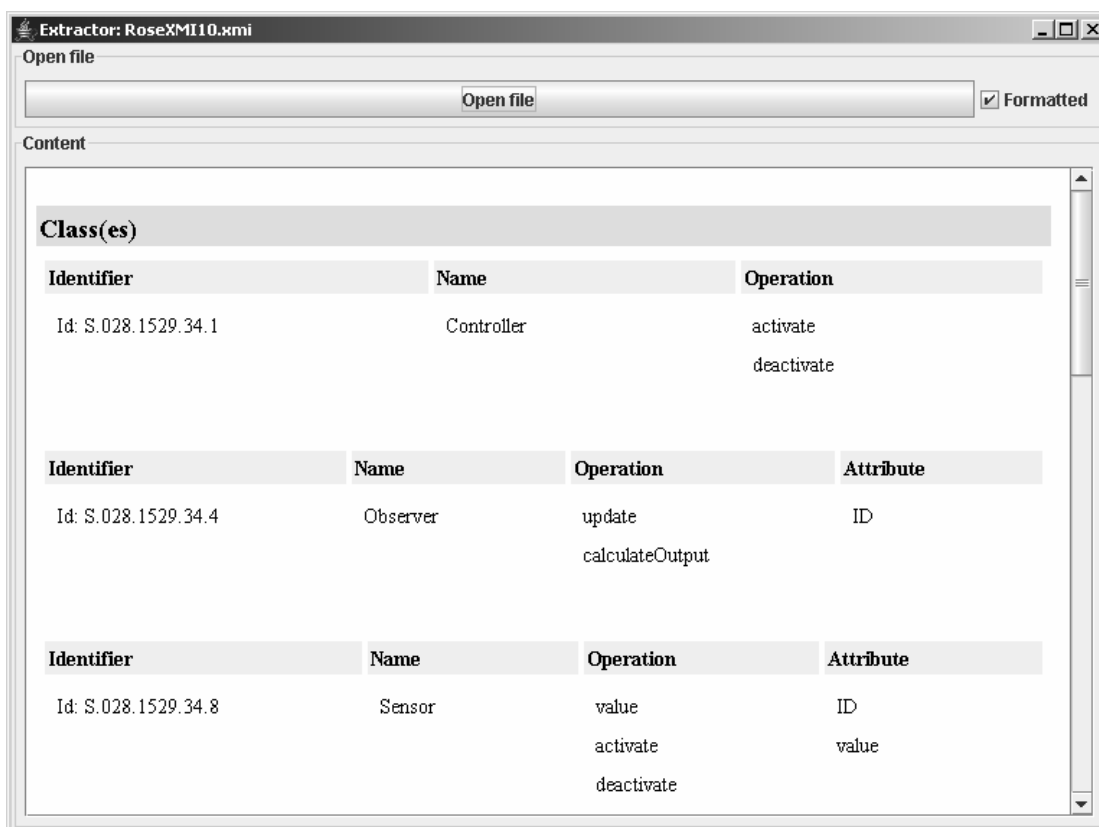 Extractor: RoseXMI10.xmi
Open file
Open file Formatted
Content
Class(es)
Identifier Name Operation
Id: S.028.1529.34.1 Controller activate
deactivate
Identifier Name Operation Attribute
Id: S.028.1529.34.4 Observer update ID
calculateOutput
Identifier Name Operation Attribute
Id: S.028.1529.34.8 Sensor value ID
activate value
deactivate